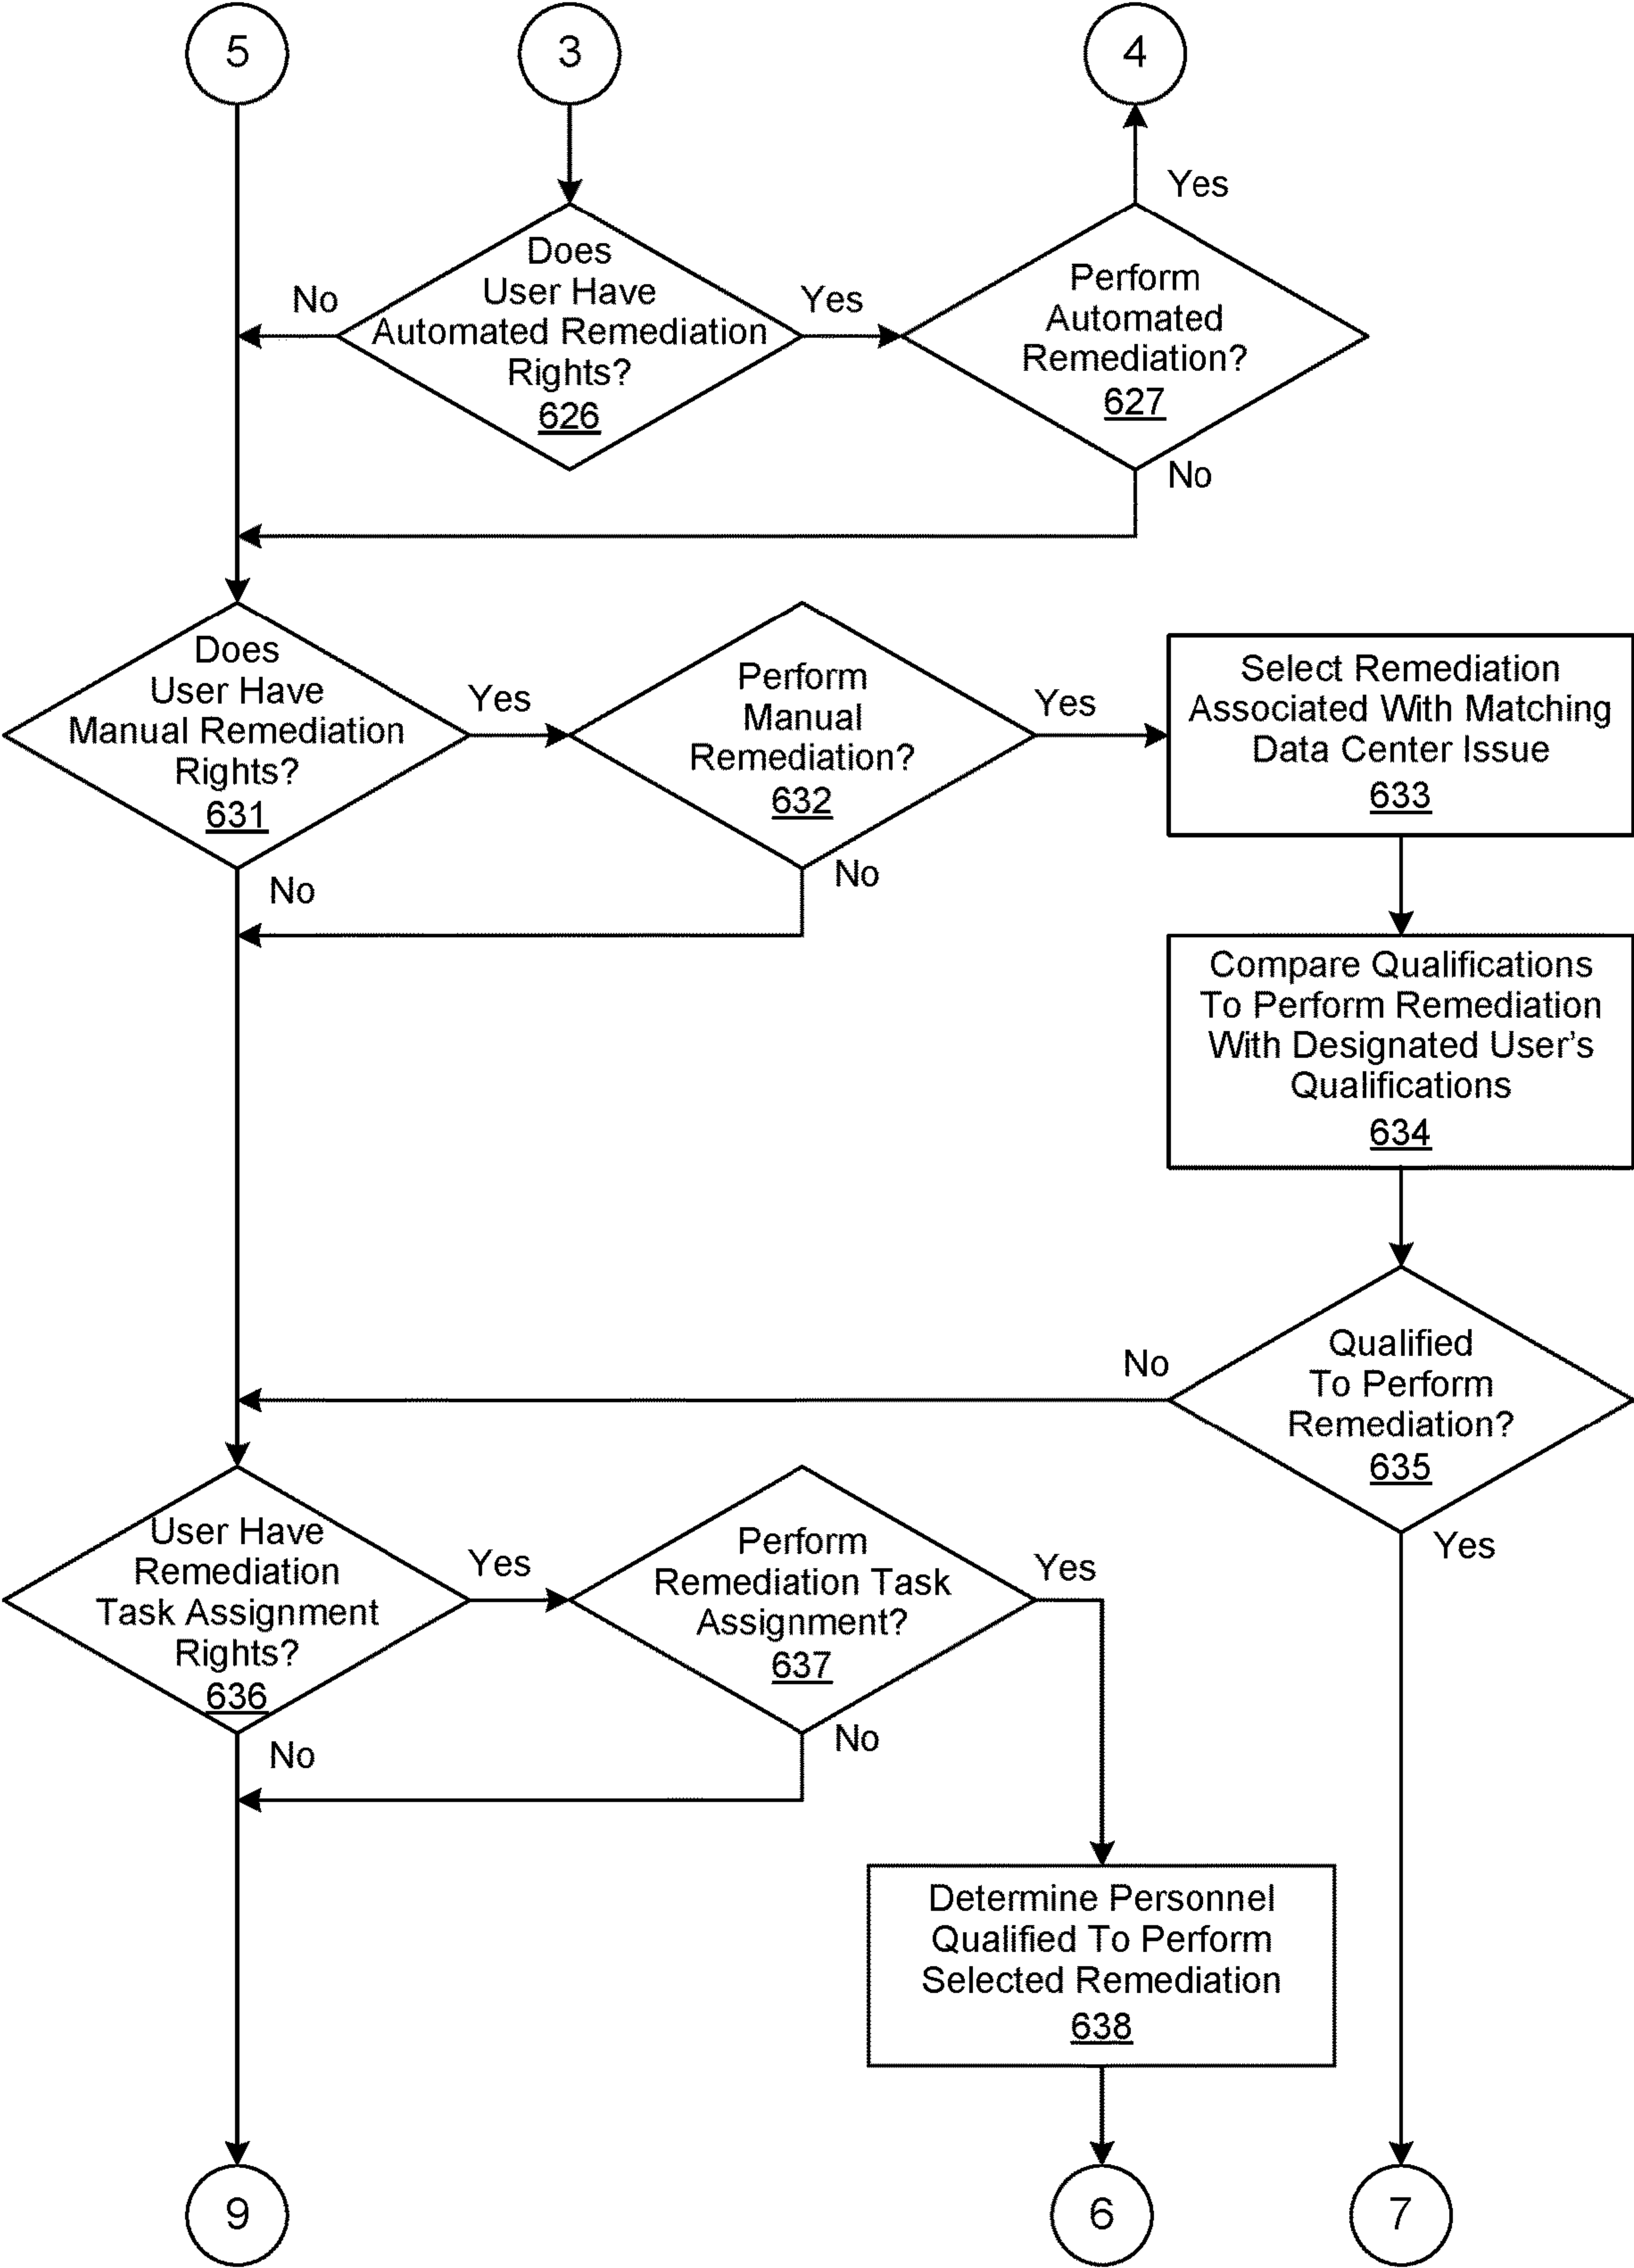 5
3
4
Yes
Does
User Have
Automated Remediation
Rights?
626
No
Yes
Perform
Automated
Remediation?
627
No
Does
User Have
Manual Remediation
Rights?
631
Yes
No
Perform
Manual
Remediation?
632
Yes
No
Select Remediation
Associated With Matching
Data Center Issue
633
Compare Qualifications
To Perform Remediation
With Designated User’s
Qualifications
634
Qualified
To Perform
Remediation?
635
No
Yes
User Have
Remediation
Task Assignment
Rights?
636
Yes
No
Perform
Remediation Task
Assignment?
637
Yes
No
Determine Personnel
Qualified To Perform
Selected Remediation
638
9
6
7